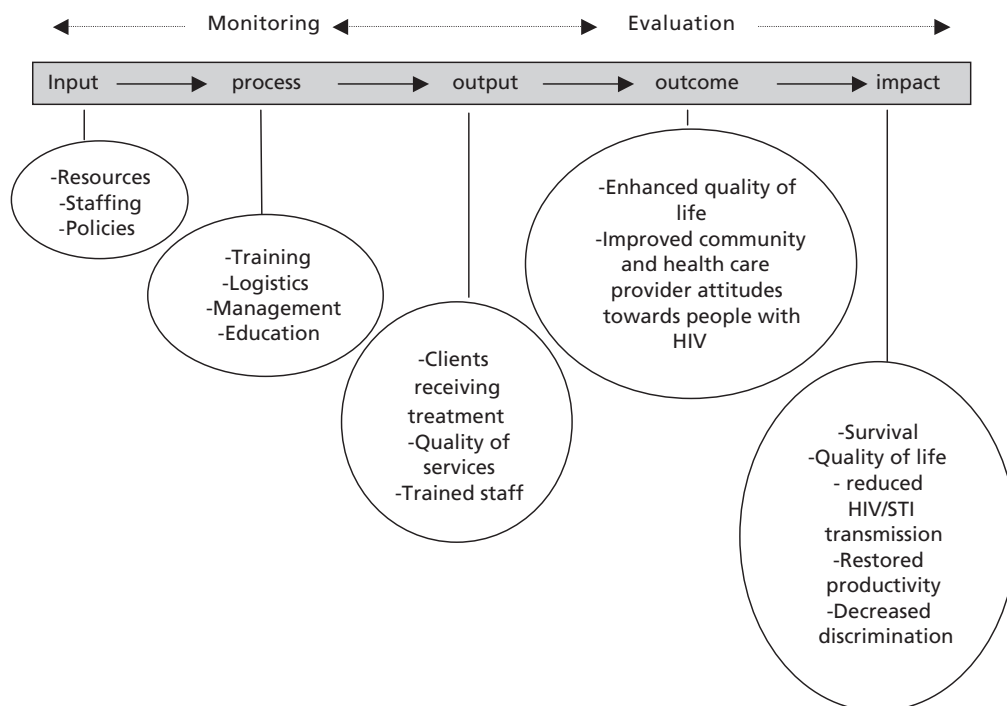 Monitoring Evaluation
Input process output outcome impact
-Resources
-Staffing
-Policies
-Training
-Logistics
-Management
-Education
-Clients
receiving
treatment
-Quality of
services
-Trained staff
-Enhanced quality of
life
-Improved community
and health care
provider attitudes
towards people with
HIV
-Survival
-Quality of life
- reduced
HIV/STI
transmission
-Restored
productivity
-Decreased
discrimination